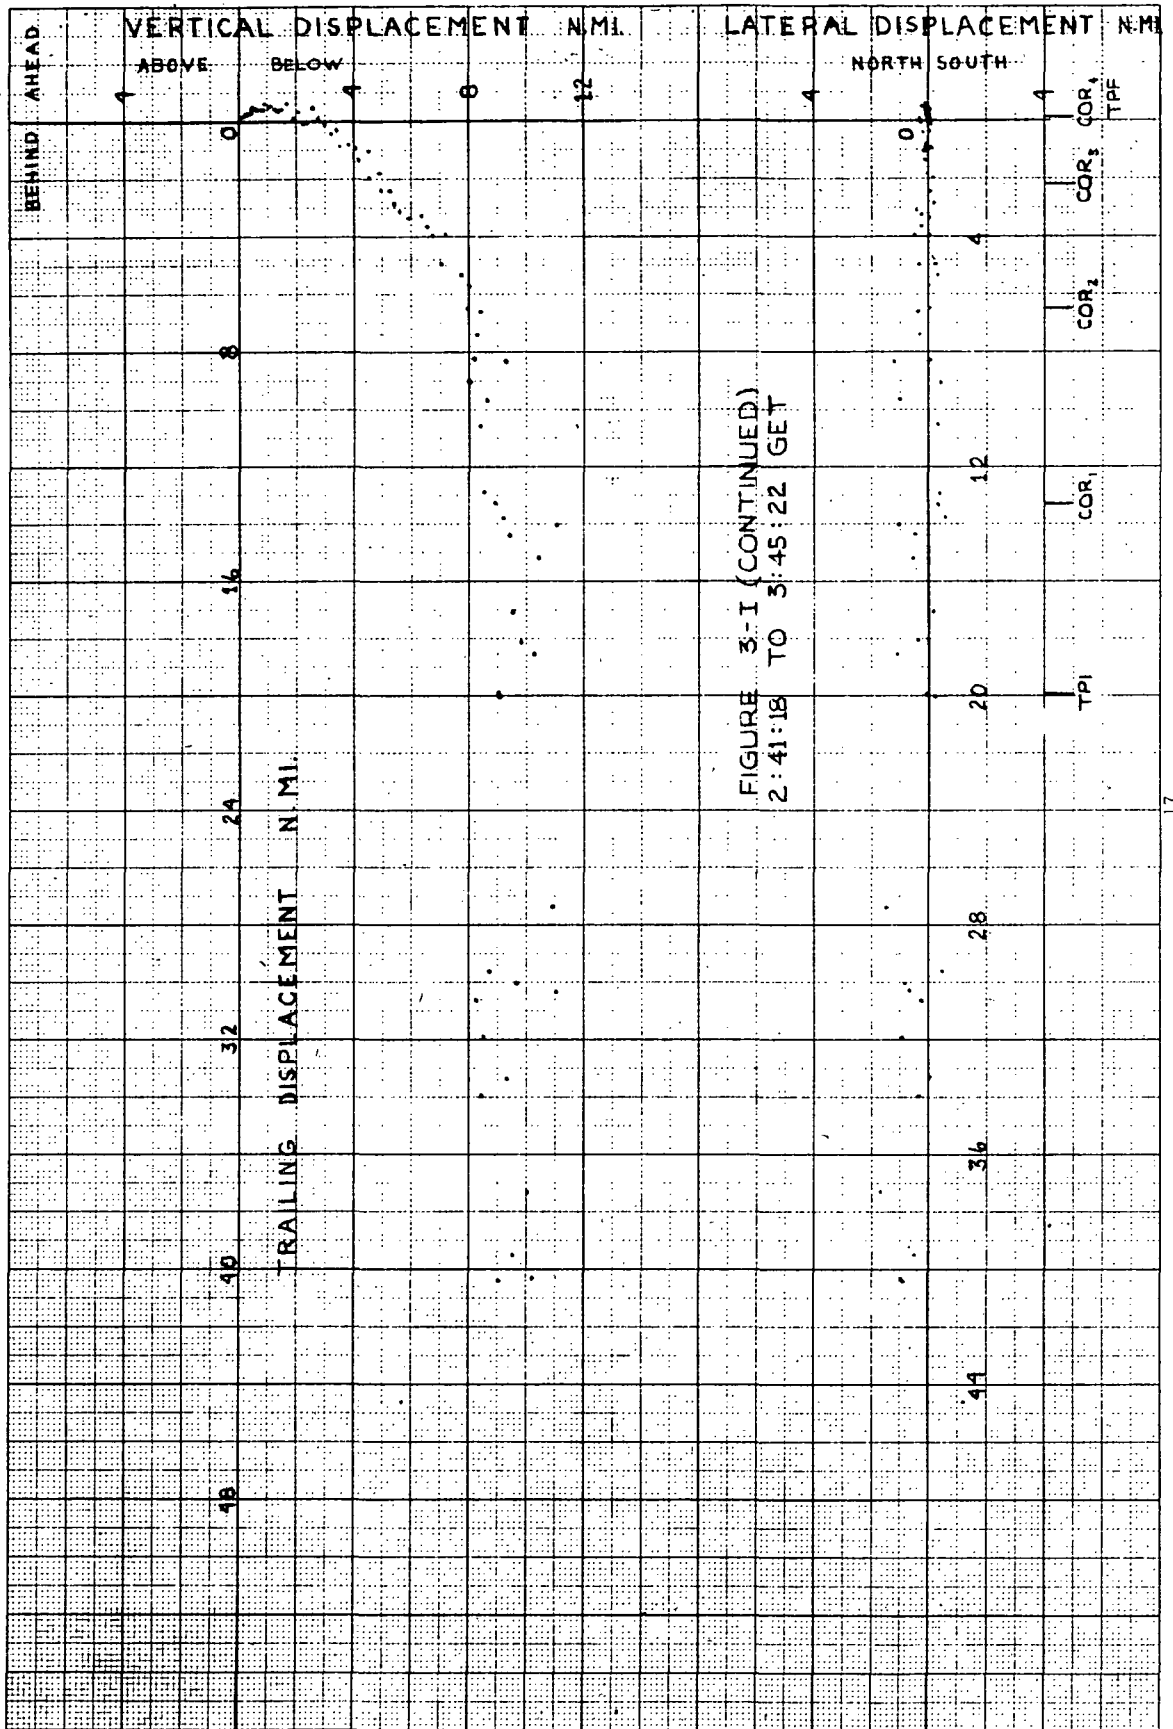 VERTICAL DISPLACEMENT N.MI.
ABOVE BELOW
4 4 8 12
LATERAL DISPLACEMENT N.MI
NORTH SOUTH
4 4
BEHIND AHEAD
0
8
16
24
32
40
48
TRAILING DISPLACEMENT N.MI.
0
4
12
20
28
36
44
COR₄
TPF
COR₃
COR₂
COR₁
TPI
FIGURE 3-I (CONTINUED)
2:41:18 TO 3:45:22 GET
17